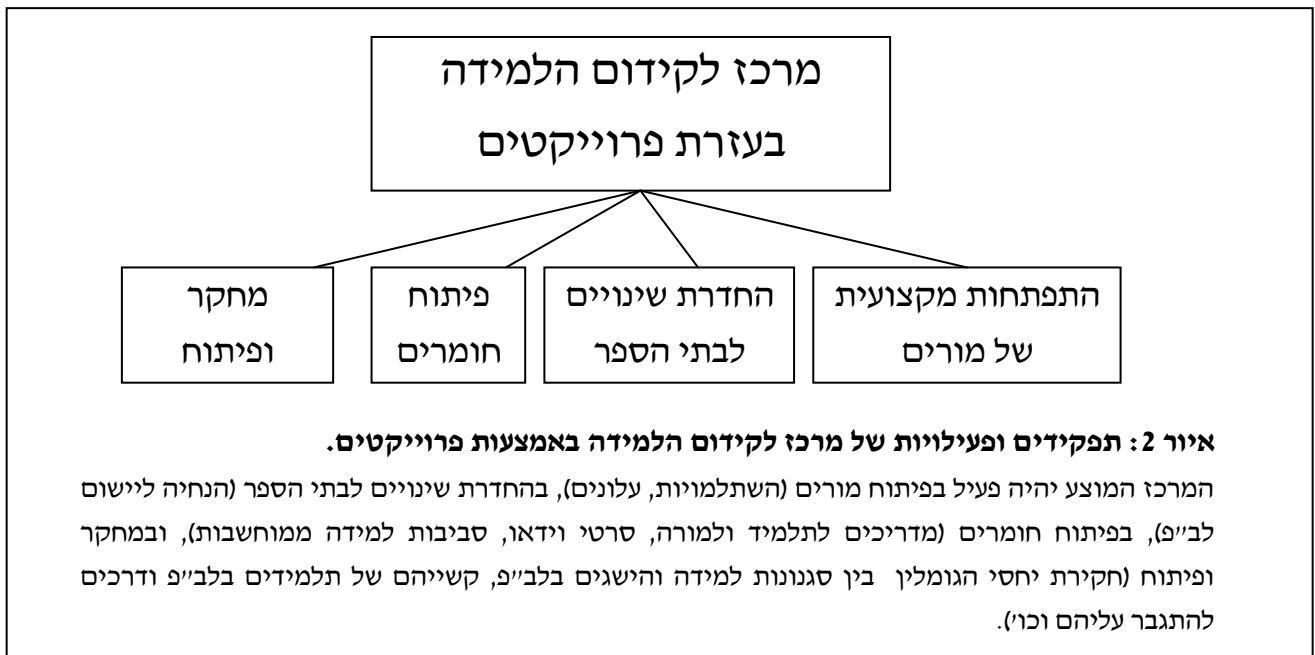 מרכז לקידום הלמידה
בעזרת פרוייקטים
התפתחות מקצועית
של מורים
החדרת שינויים
לבתי הספר
פיתוח
חומרים
מחקר
ופיתוח
איור 2: תפקידים ופעילויות של מרכז לקידום הלמידה באמצעות פרוייקטים.
המרכז המוצע יהיה פעיל בפיתוח מורים (השתלמויות, עלונים), בהחדרת שינויים לבתי הספר (הנחיה ליישום
לב״פ), בפיתוח חומרים (מדריכים לתלמיד ולמורה, סרטי וידאו, סביבות למידה ממוחשבות), ובמחקר
ופיתוח (חקירת יחסי הגומלין בין סגנונות למידה והישגים בלב״פ, קשייהם של תלמידים בלב״פ ודרכים
להתגבר עליהם וכו׳).